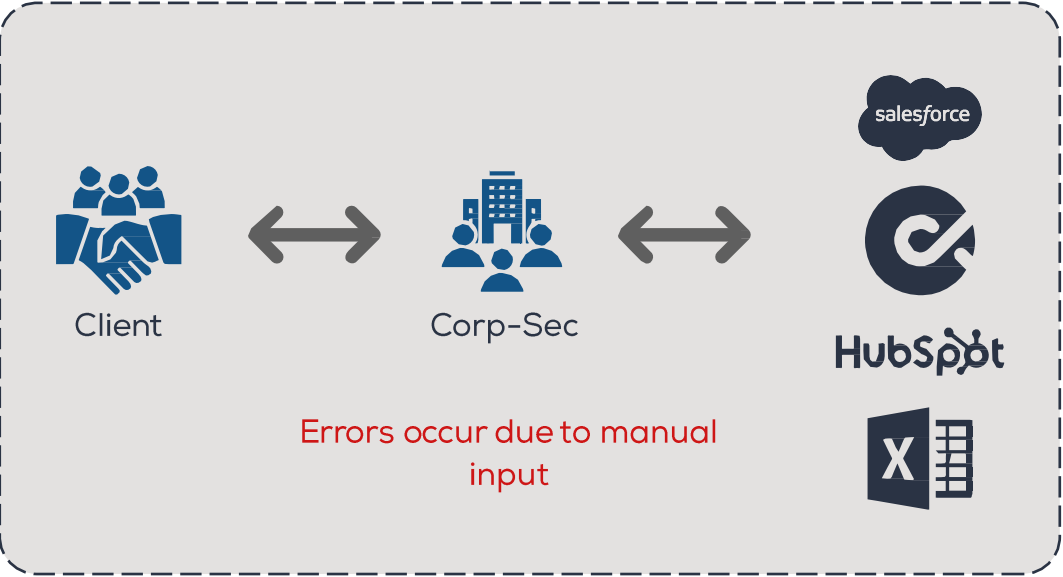 salesforce
Client
Corp-Sec
HubSpot
Errors occur due to manual
input
X